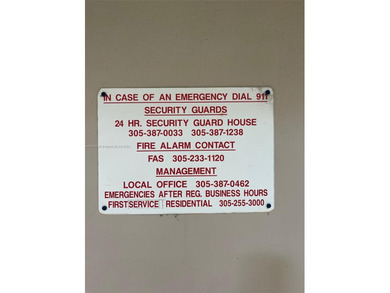 IN CASE OF AN EMERGENCY DIAL 911
SECURITY GUARDS
24 HR. SECURITY GUARD HOUSE
305-387-0033 305-387-1238
FIRE ALARM CONTACT
FAS 305-233-1120
MANAGEMENT
LOCAL OFFICE 305-387-0462
EMERGENCIES AFTER REG. BUSINESS HOURS
FIRSTSERVICE RESIDENTIAL 305-255-3000